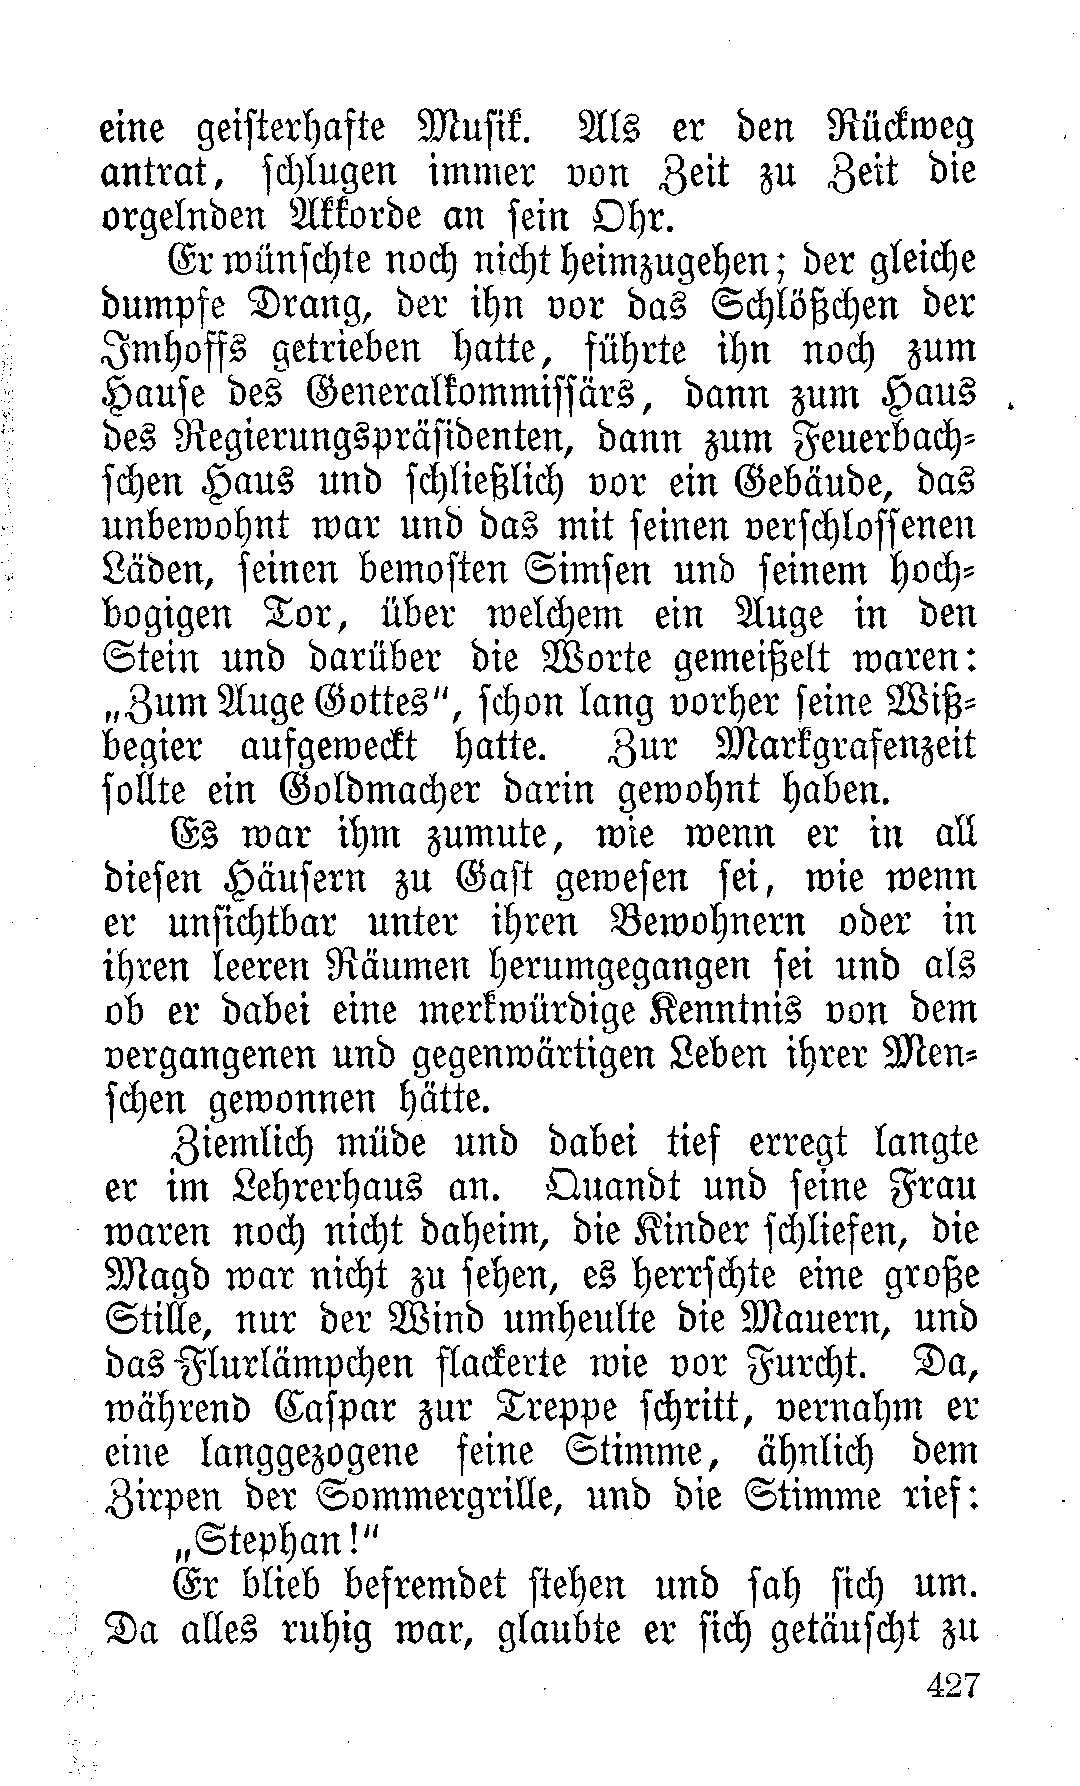 eine geisterhafte Musik. Als er den Rückweg
antrat, schlugen immer von Zeit zu Zeit die
orgelnden Akkorde an sein Ohr.
Er wünschte noch nicht heimzugehen; der gleiche
dumpfe Drang, der ihn vor das Schlößchen der
Imhoffs getrieben hatte, führte ihn noch zum
Hause des Generalkommissärs, dann zum Haus
des Regierungspräsidenten, dann zum Feuerbach-
schen Haus und schließlich vor ein Gebäude, das
unbewohnt war und das mit seinen verschlossenen
Läden, seinen bemosten Simsen und seinem hoch-
bogigen Tor, über welchem ein Auge in den
Stein und darüber die Worte gemeißelt waren:
„Zum Auge Gottes“, schon lang vorher seine Wiß-
begier aufgeweckt hatte. Zur Markgrafenzeit
sollte ein Goldmacher darin gewohnt haben.
Es war ihm zumute, wie wenn er in all
diesen Häusern zu Gast gewesen sei, wie wenn
er unsichtbar unter ihren Bewohnern oder in
ihren leeren Räumen herumgegangen sei und als
ob er dabei eine merkwürdige Kenntnis von dem
vergangenen und gegenwärtigen Leben ihrer Men-
schen gewonnen hätte.
Ziemlich müde und dabei tief erregt langte
er im Lehrerhaus an. Quandt und seine Frau
waren noch nicht daheim, die Kinder schliefen, die
Magd war nicht zu sehen, es herrschte eine große
Stille, nur der Wind umheulte die Mauern, und
das Flurlämpchen flackerte wie vor Furcht. Da,
während Caspar zur Treppe schritt, vernahm er
eine langgezogene feine Stimme, ähnlich dem
Zirpen der Sommergrille, und die Stimme rief:
„Stephan!“
Er blieb befremdet stehen und sah sich um.
Da alles ruhig war, glaubte er sich getäuscht zu
427